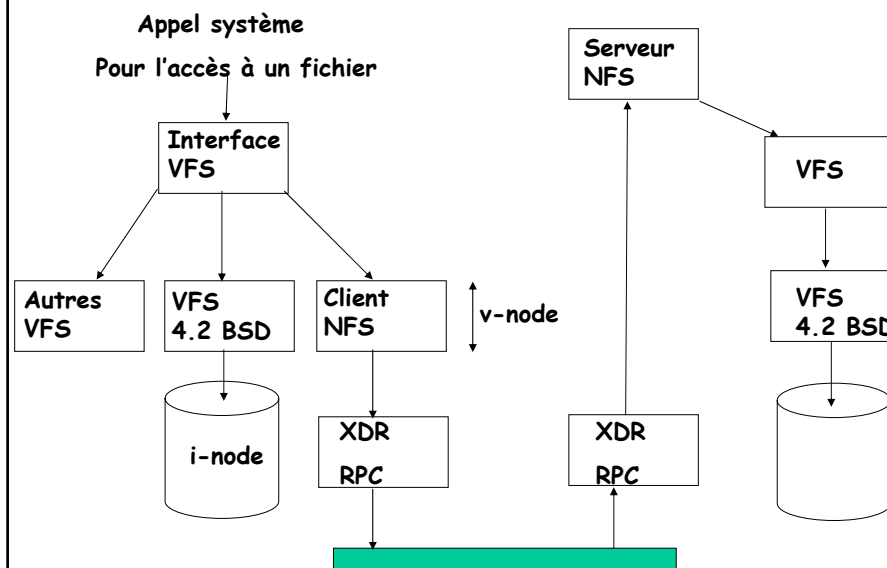 Appel système
Pour l'accès à un fichier
Interface
VFS
Autres
VFS
VFS
4.2 BSD
Client
NFS
v-node
i-node
XDR
RPC
Serveur
NFS
VFS
VFS
4.2 BSD
XDR
RPC